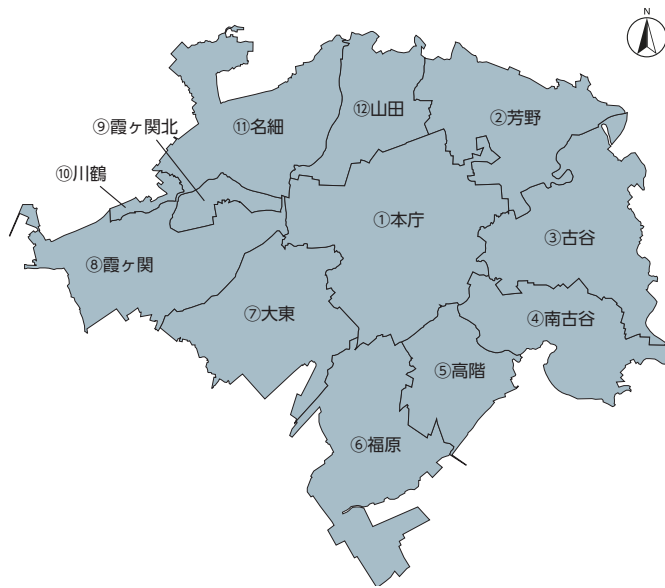 N
⑫山田
②芳野
⑨霞ヶ関北
⑪名細
⑩川鶴
①本庁
③古谷
⑧霞ヶ関
⑦大東
④南古谷
⑤高階
⑥福原